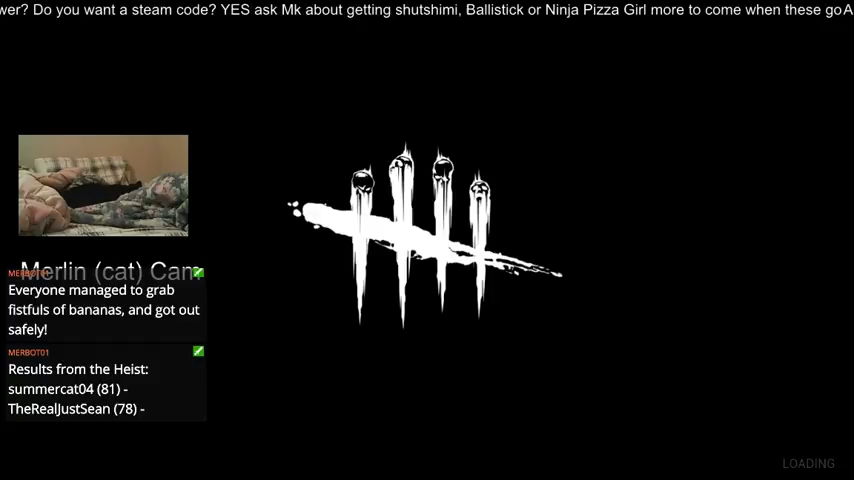 wer? Do you want a steam code? YES ask Mk about getting shutshimi, Ballistick or Ninja Pizza Girl more to come when these go A
Merlin (cat) Cam
MERBOT01
Everyone managed to grab
fistfuls of bananas, and got out
safely!
MERBOT01
Results from the Heist:
summercat04 (81) -
TheRealJustSean (78) -
LOADING